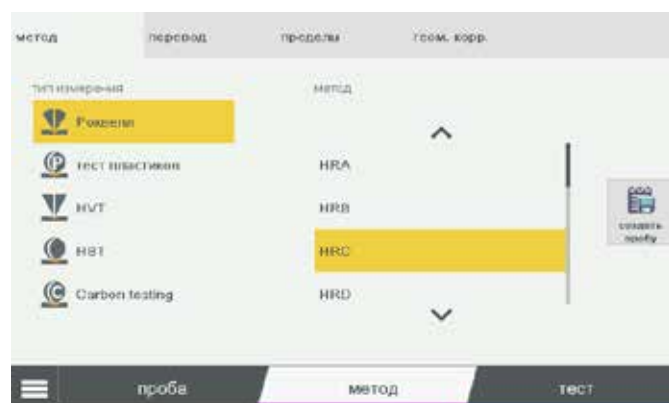 метод перевод пределы геом. корр.
тип измерения метод
Роквелл
тест пластиков HRA
HVT HRB
HBT HRC
Carbon testing HRD
создать
пробу
проба метод тест